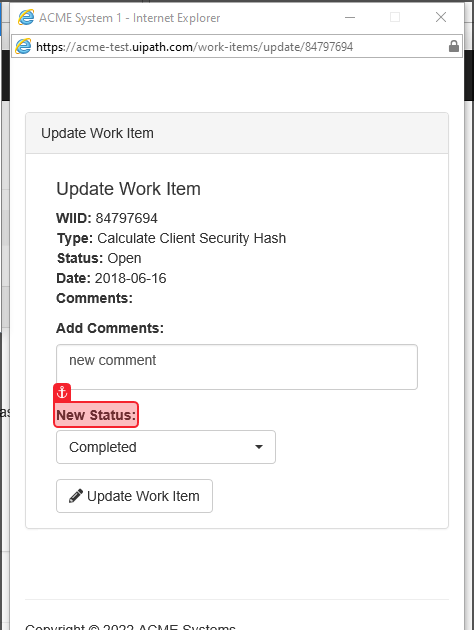 ACME System 1 - Internet Explorer
https://acme-test.uipath.com/work-items/update/84797694
Update Work Item
Update Work Item
WIID: 84797694
Type: Calculate Client Security Hash
Status: Open
Date: 2018-06-16
Comments:
Add Comments:
new comment
as
New Status:
Completed
Update Work Item
Copyright © 2022 ACME Systems